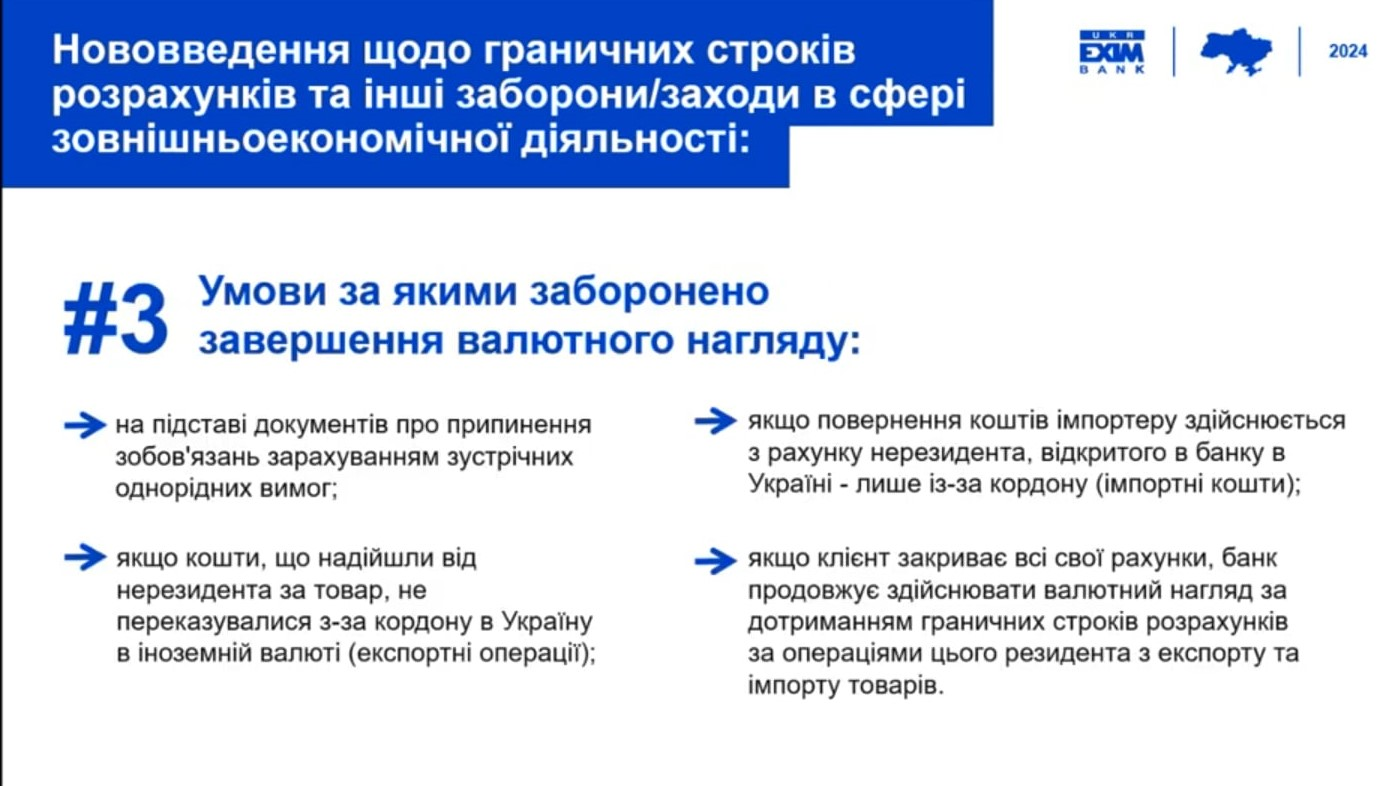 Нововведення щодо граничних строків
розрахунків та інші заборони/заходи в сфері
зовнішньоекономічної діяльності:
UKR
EXIM
BANK
2024
#3
Умови за якими заборонено
завершення валютного нагляду:
на підставі документів про припинення
зобов'язань зарахуванням зустрічних
однорідних вимог;
якщо кошти, що надійшли від
нерезидента за товар, не
переказувалися з-за кордону в Україну
в іноземній валюті (експортні операції);
якщо повернення коштів імпортеру здійснюється
з рахунку нерезидента, відкритого в банку в
Україні - лише із-за кордону (імпортні кошти);
якщо клієнт закриває всі свої рахунки, банк
продовжує здійснювати валютний нагляд за
дотриманням граничних строків розрахунків
за операціями цього резидента з експорту та
імпорту товарів.